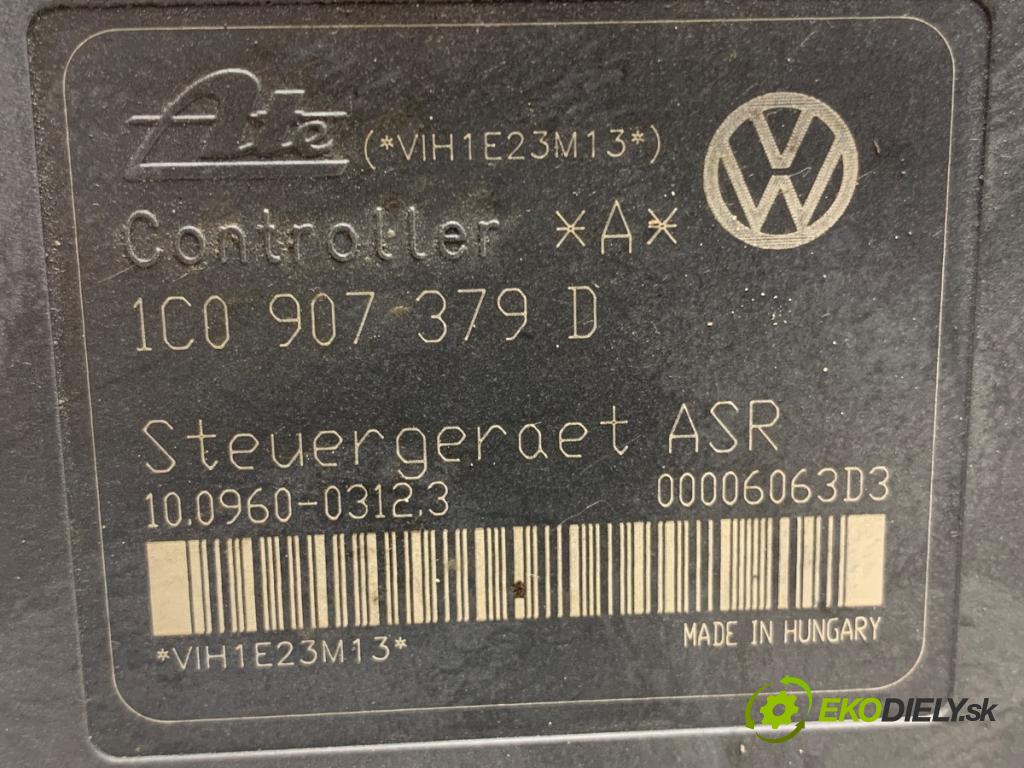 Ate (*VIH1E23M13*)
Controller *A*
1C0 907 379 D
Steuergeraet ASR
10.0960-0312.3 00006063D3
*VIH1E23M13* MADE IN HUNGARY
EKODIELY.sk